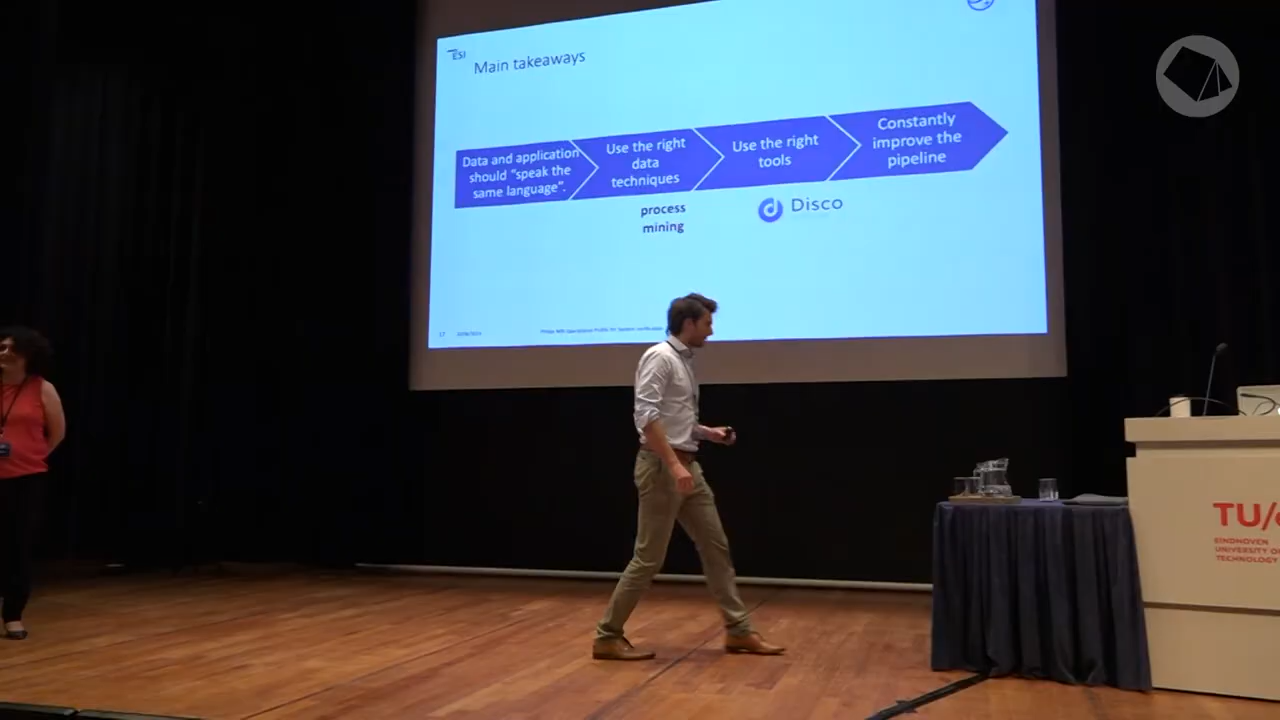 ESI
Main takeaways
Data and application
should "speak the
same language".
Use the right
data
techniques
Use the right
tools
Constantly
improve the
pipeline
process
mining
Disco
17
TU/
EINDHOVEN
UNIVERSITY O
TECHNOLOGY